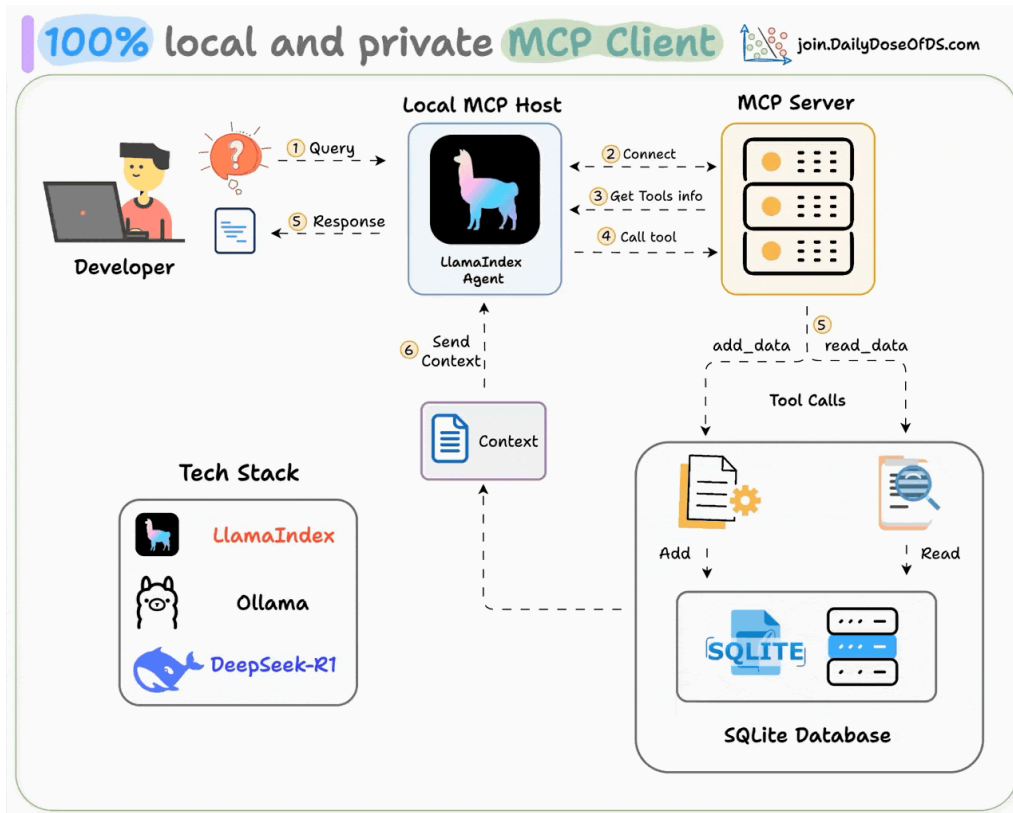 100% local and private MCP Client
join.DailyDoseOfDS.com
Local MCP Host
MCP Server
?
1 Query
2 Connect
3 Get Tools info
5 Response
4 Call tool
Developer
LlamaIndex
Agent
5
add_data
read_data
6 Send
Context
Tool Calls
Context
Tech Stack
LlamaIndex
Ollama
DeepSeek-R1
Add
Read
SQLITE
SQLite Database